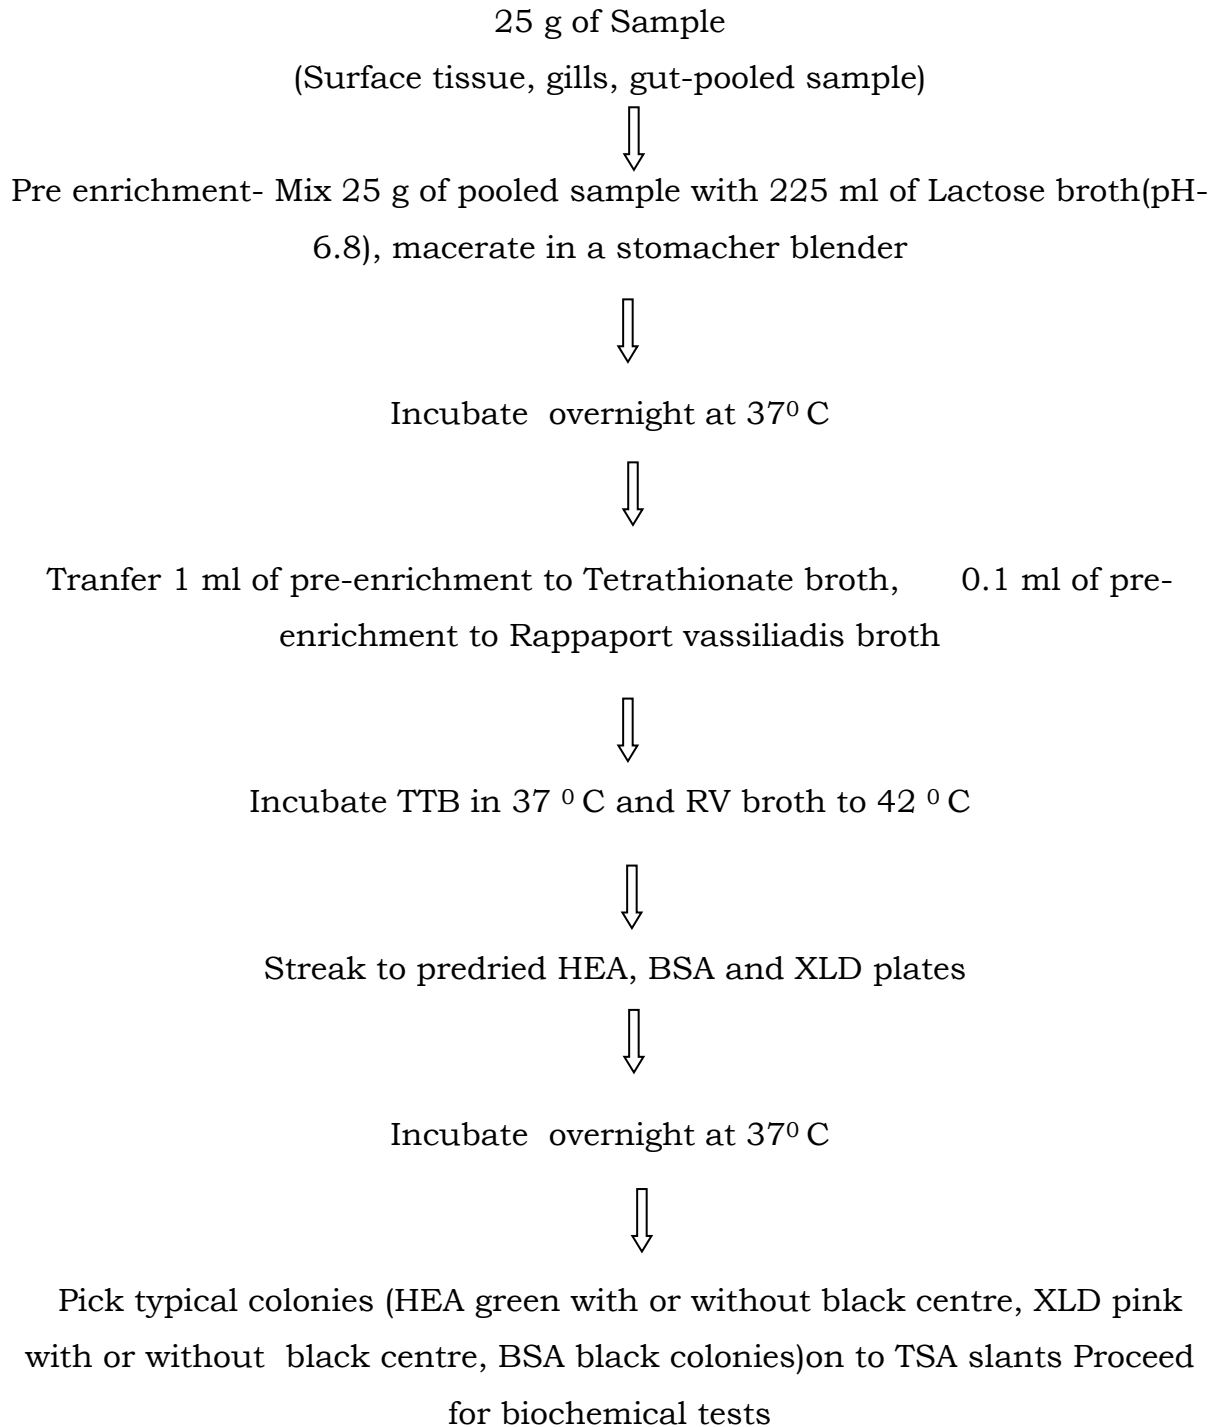 25 g of Sample
(Surface tissue, gills, gut-pooled sample)
Pre enrichment- Mix 25 g of pooled sample with 225 ml of Lactose broth(pH-
6.8), macerate in a stomacher blender
Incubate  overnight at 37⁰ C
Tranfer 1 ml of pre-enrichment to Tetrathionate broth,      0.1 ml of pre-
enrichment to Rappaport vassiliadis broth
Incubate TTB in 37 ⁰ C and RV broth to 42 ⁰ C
Streak to predried HEA, BSA and XLD plates
Incubate  overnight at 37⁰ C
Pick typical colonies (HEA green with or without black centre, XLD pink
with or without  black centre, BSA black colonies)on to TSA slants Proceed
for biochemical tests